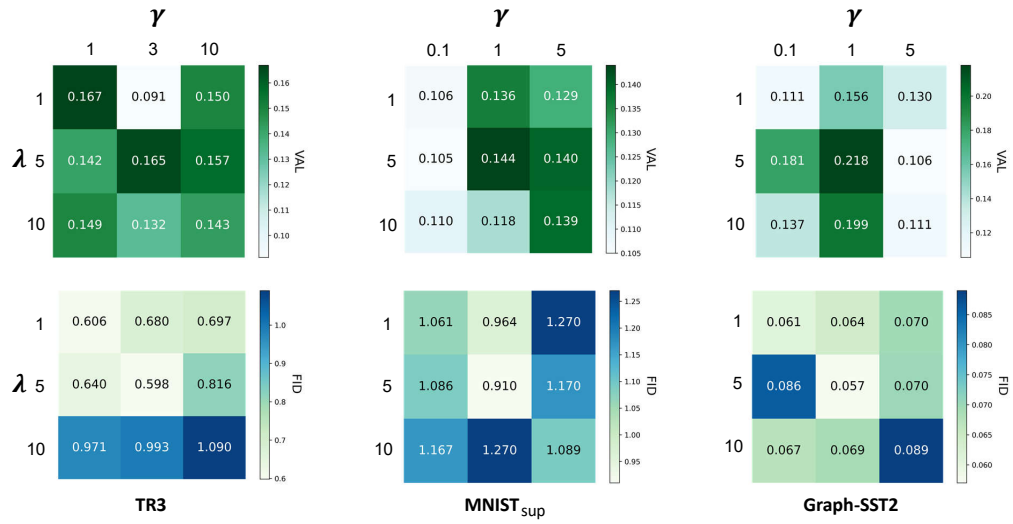 γ γ γ
1 3 10 0.1 1 5 0.1 1 5
1 0.167 0.091 0.150 0.16 0.15 0.14 0.13 0.12 0.11 0.10 VAL
λ 5 0.142 0.165 0.157
10 0.149 0.132 0.143
1 0.106 0.136 0.129 0.140 0.135 0.130 0.125 0.120 0.115 0.110 0.105 VAL
5 0.105 0.144 0.140
10 0.110 0.118 0.139
1 0.111 0.156 0.130 0.20 0.18 0.16 0.14 0.12 VAL
5 0.181 0.218 0.106
10 0.137 0.199 0.111
1 0.606 0.680 0.697 1.0 0.9 0.8 0.7 0.6 FID
λ 5 0.640 0.598 0.816
10 0.971 0.993 1.090
1 1.061 0.964 1.270 1.25 1.20 1.15 1.10 1.05 1.00 0.95 FID
5 1.086 0.910 1.170
10 1.167 1.270 1.089
1 0.061 0.064 0.070 0.085 0.080 0.075 0.070 0.065 0.060 FID
5 0.086 0.057 0.070
10 0.067 0.069 0.089
TR3 MNISTsup Graph-SST2